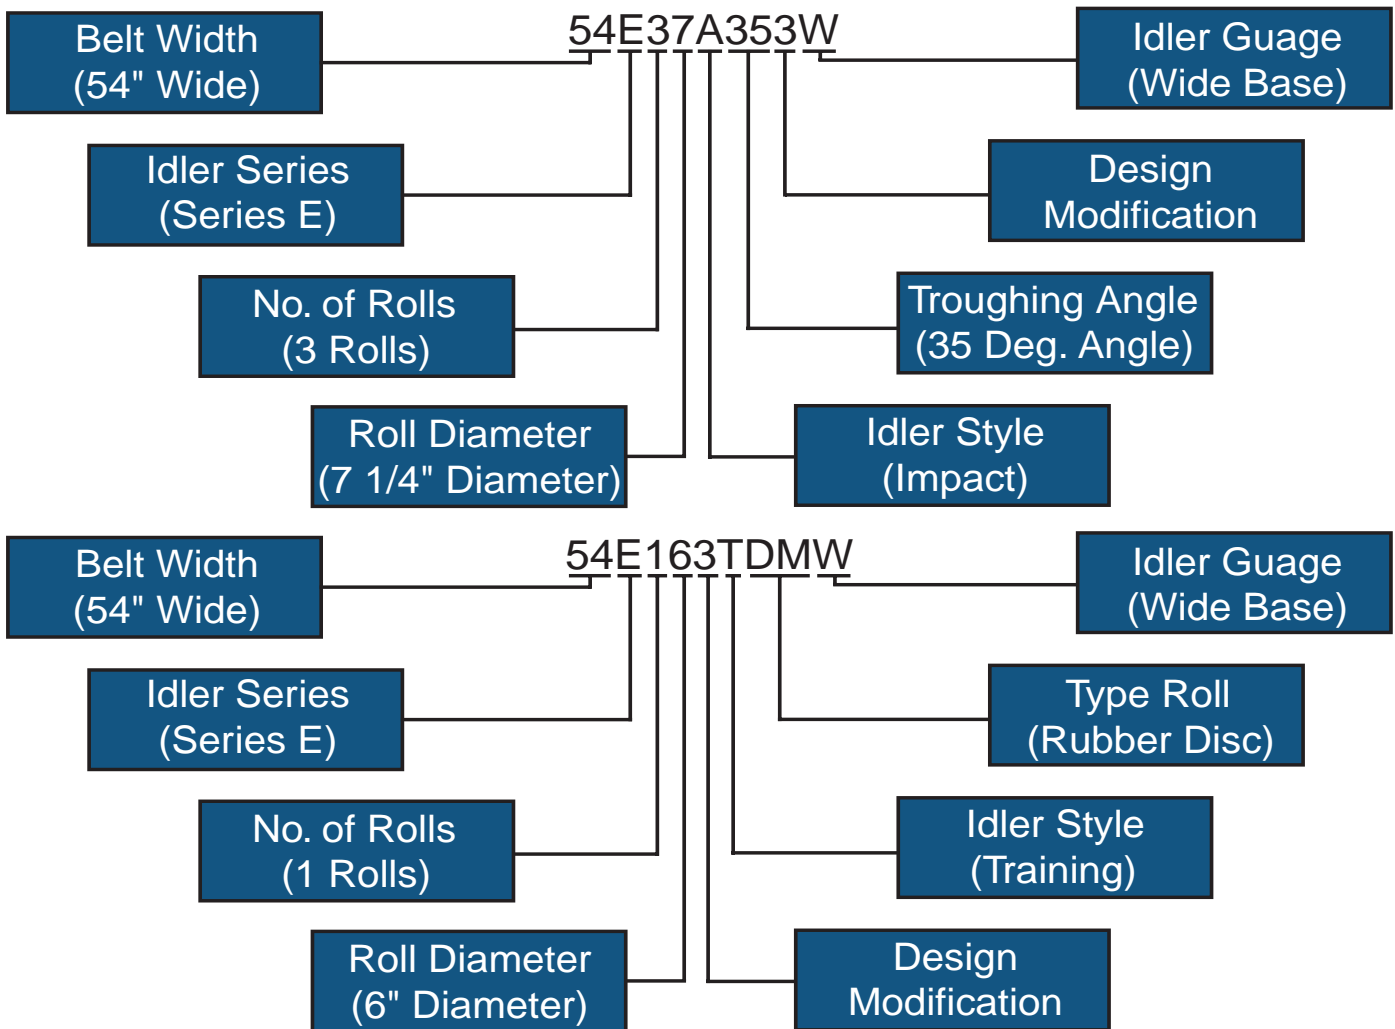 54E37A353W
Belt Width
(54" Wide)
Idler Guage
(Wide Base)
Idler Series
(Series E)
Design
Modification
No. of Rolls
(3 Rolls)
Troughing Angle
(35 Deg. Angle)
Roll Diameter
(7 1/4" Diameter)
Idler Style
(Impact)
54E163TDMW
Belt Width
(54" Wide)
Idler Guage
(Wide Base)
Idler Series
(Series E)
Type Roll
(Rubber Disc)
No. of Rolls
(1 Rolls)
Idler Style
(Training)
Roll Diameter
(6" Diameter)
Design
Modification